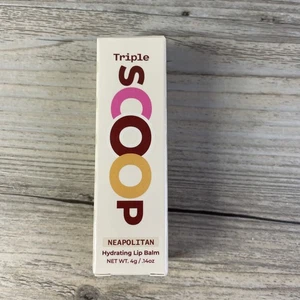 Triple
SCOOP
NEAPOLITAN
Hydrating Lip Balm
NET WT. 4g / .14oz